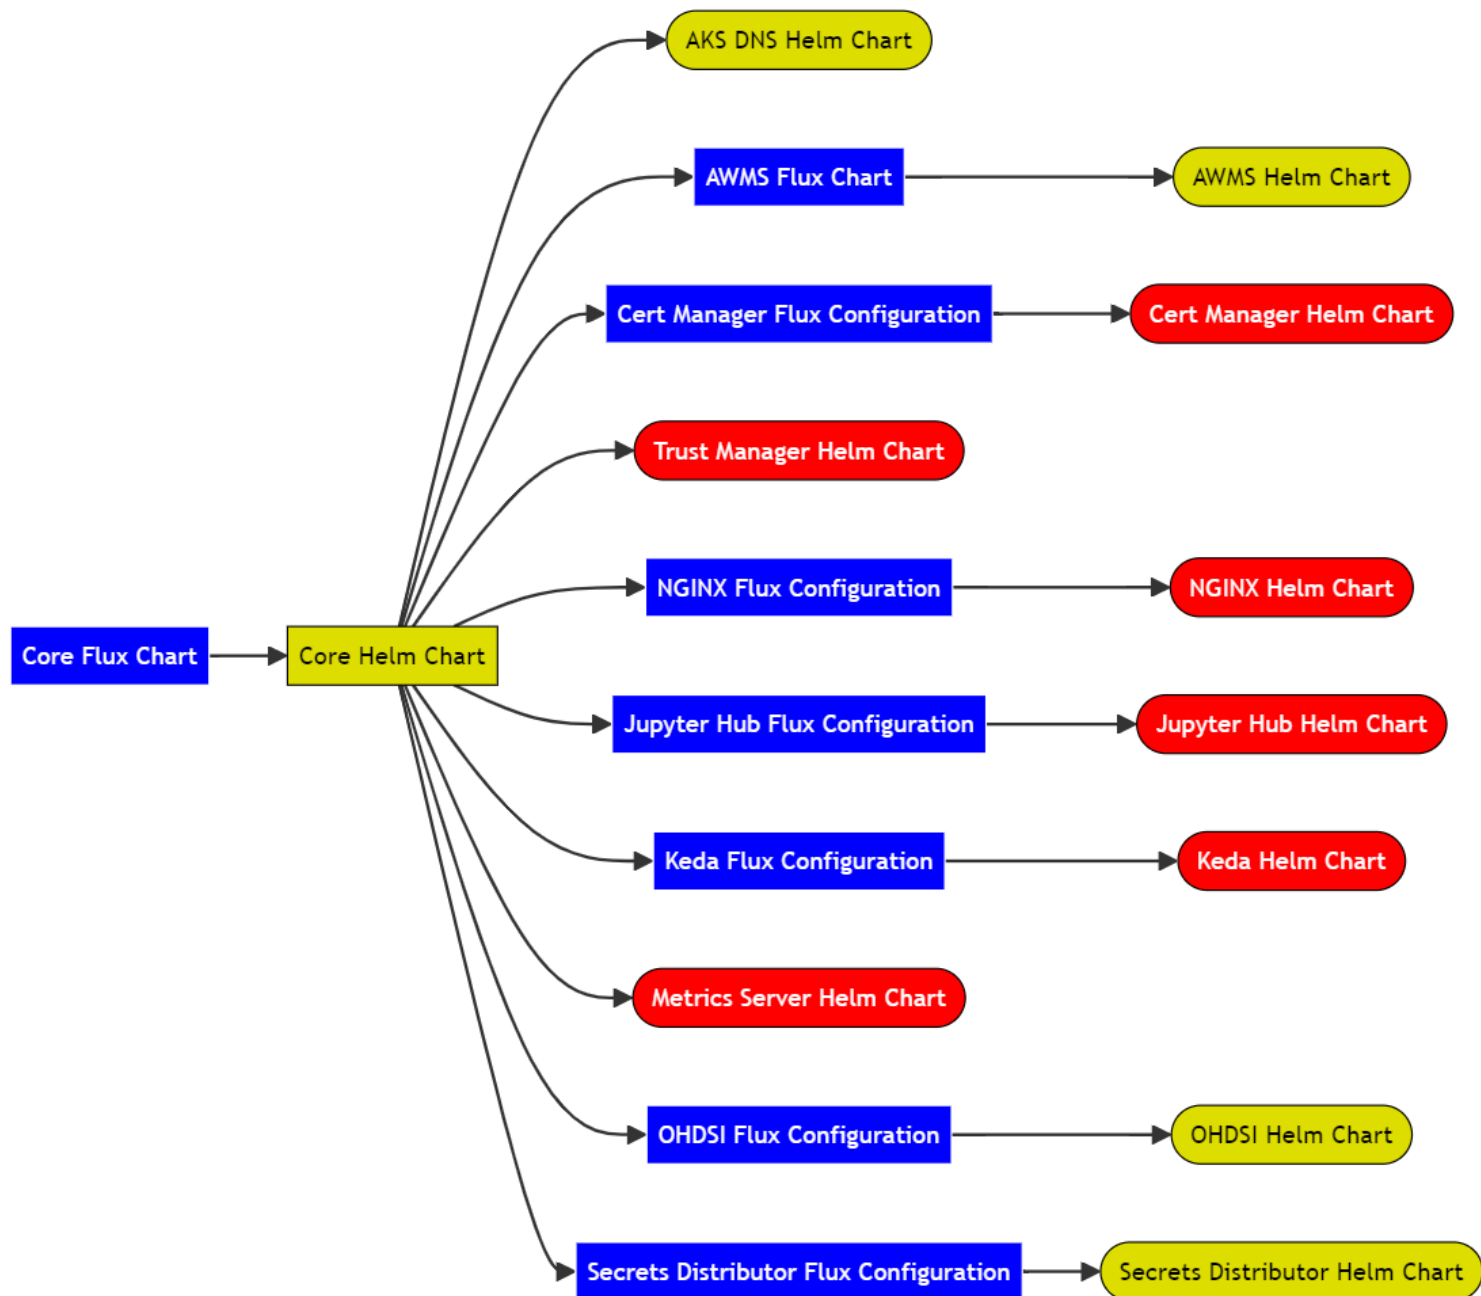 AKS DNS Helm Chart
AWMS Flux Chart
AWMS Helm Chart
Cert Manager Flux Configuration
Cert Manager Helm Chart
Trust Manager Helm Chart
NGINX Flux Configuration
NGINX Helm Chart
Core Flux Chart
Core Helm Chart
Jupyter Hub Flux Configuration
Jupyter Hub Helm Chart
Keda Flux Configuration
Keda Helm Chart
Metrics Server Helm Chart
OHDSI Flux Configuration
OHDSI Helm Chart
Secrets Distributor Flux Configuration
Secrets Distributor Helm Chart